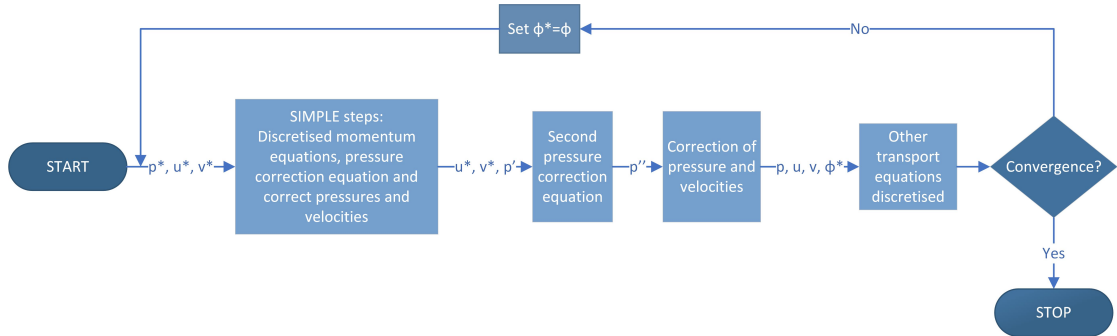 Set ϕ*=ϕ
No
START
p*, u*, v*
SIMPLE steps:
Discretised momentum
equations, pressure
correction equation and
correct pressures and
velocities
u*, v*, p'
Second
pressure
correction
equation
p''
Correction of
pressure and
velocities
p, u, v, ϕ*
Other
transport
equations
discretised
Convergence?
Yes
STOP